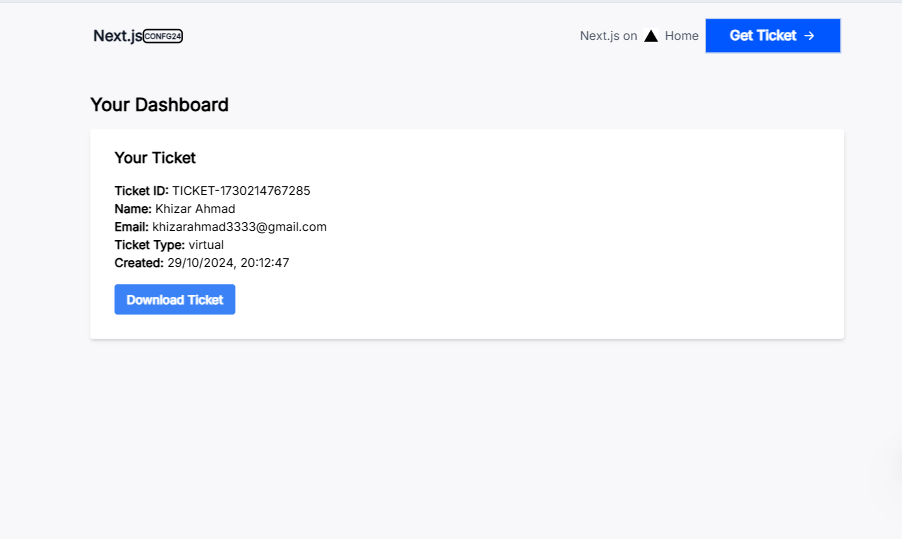 Next.js CONFG24
Next.js on Home Get Ticket →
Your Dashboard
Your Ticket
Ticket ID: TICKET-1730214767285
Name: Khizar Ahmad
Email: khizarahmad3333@gmail.com
Ticket Type: virtual
Created: 29/10/2024, 20:12:47
Download Ticket